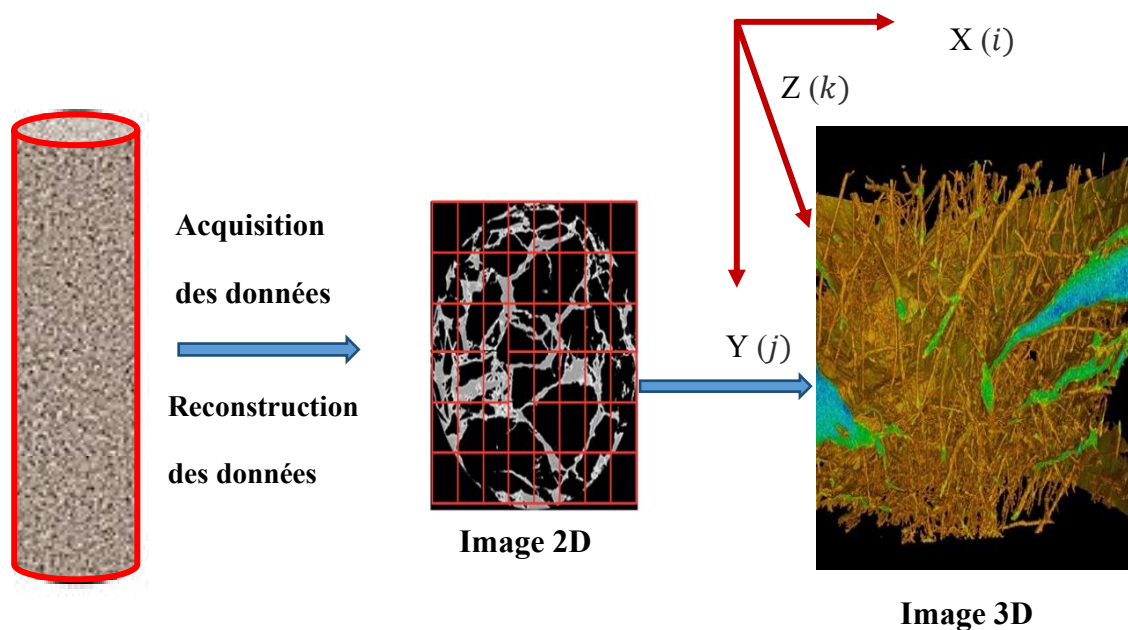 X (i)
Z (k)
Acquisition
des données
Y (j)
Reconstruction
des données
Image 2D
Image 3D